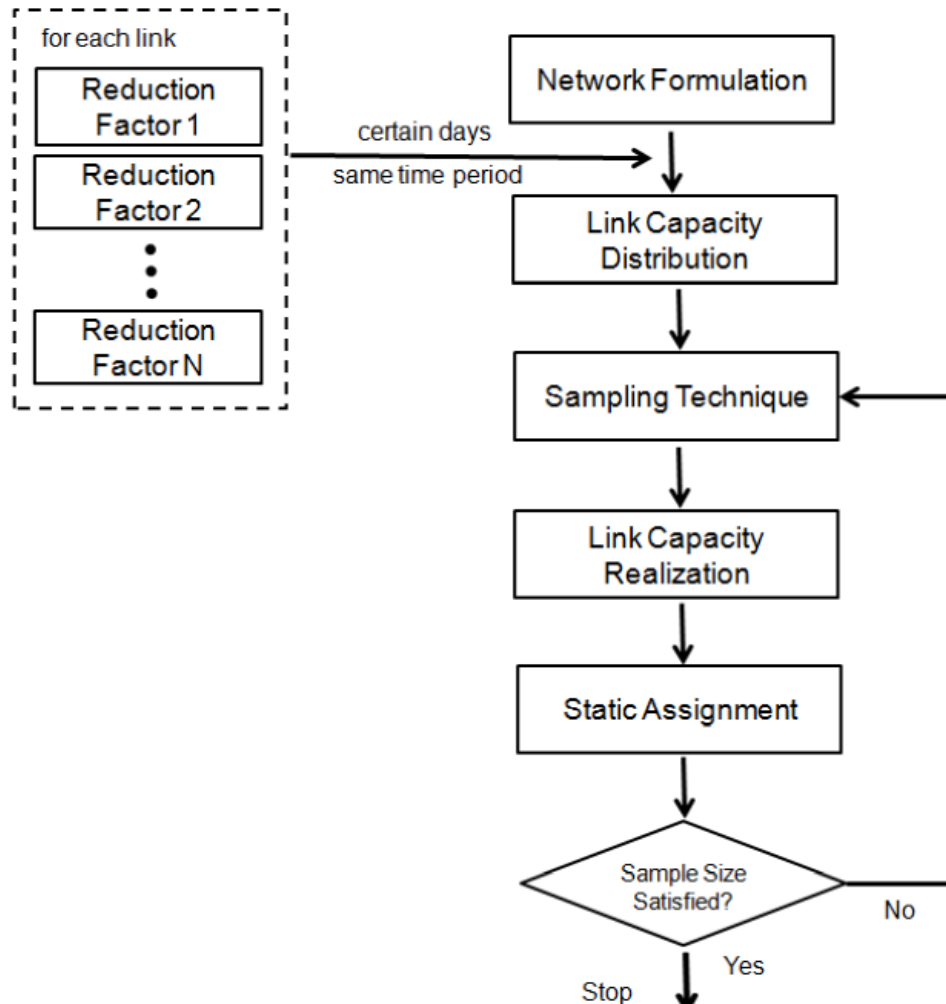 for each link
Reduction
Factor 1
Reduction
Factor 2
Reduction
Factor N
certain days
same time period
Network Formulation
Link Capacity
Distribution
Sampling Technique
Link Capacity
Realization
Static Assignment
Sample Size
Satisfied?
No
Yes
Stop